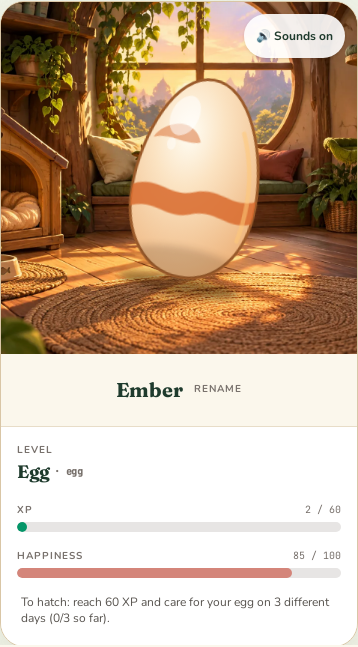 🔊 Sounds on
Ember RENAME
LEVEL
Egg · egg
XP 2 / 60
HAPPINESS 85 / 100
To hatch: reach 60 XP and care for your egg on 3 different
days (0/3 so far).